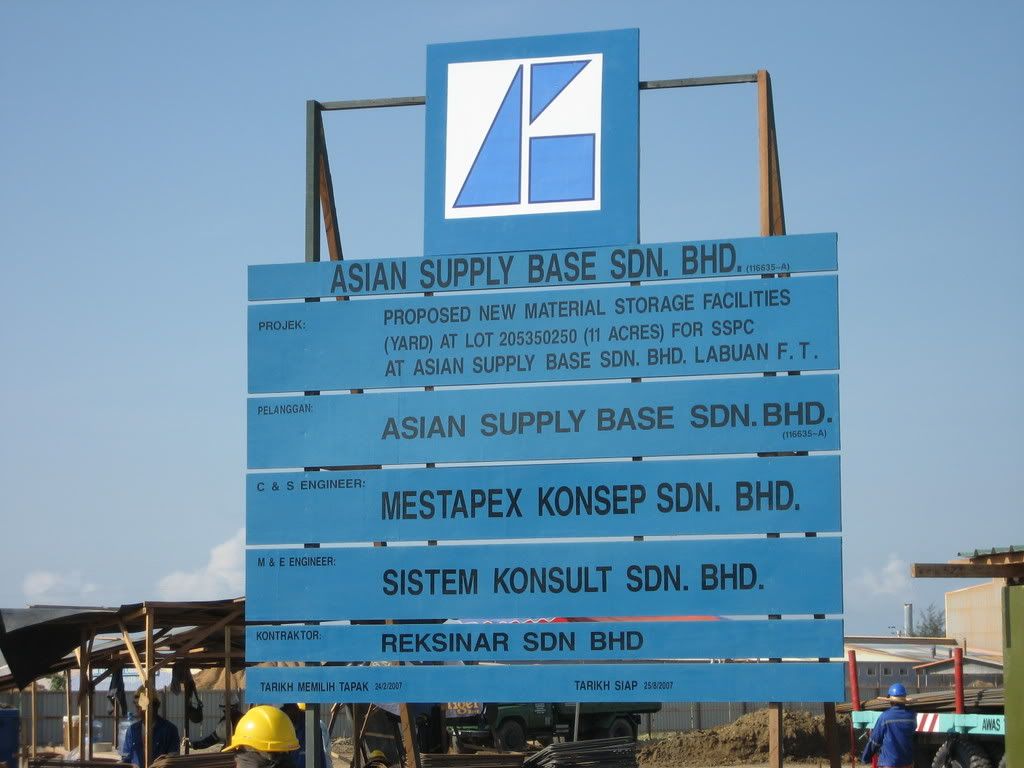 ASIAN SUPPLY BASE SDN. BHD. (116635-A)
PROJEK: PROPOSED NEW MATERIAL STORAGE FACILITIES
(YARD) AT LOT 205350250 (11 ACRES) FOR SSPC
AT ASIAN SUPPLY BASE SDN. BHD. LABUAN F. T.
PELANGGAN: ASIAN SUPPLY BASE SDN. BHD.
(116635-A)
C & S ENGINEER: MESTAPEX KONSEP SDN. BHD.
M & E ENGINEER: SISTEM KONSULT SDN. BHD.
KONTRAKTOR: REKSINAR SDN BHD
TARIKH MEMILIH TAPAK 24/2/2007 TARIKH SIAP 25/8/2007
AWAS